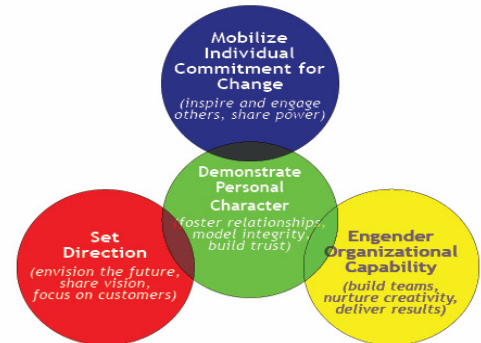 Mobilize
Individual
Commitment for
Change
(inspire and engage
others, share power)
Demonstrate
Personal
Character
(foster relationships,
model integrity,
build trust)
Set
Direction
(envision the future,
share vision,
focus on customers)
Engender
Organizational
Capability
(build teams,
nurture creativity,
deliver results)